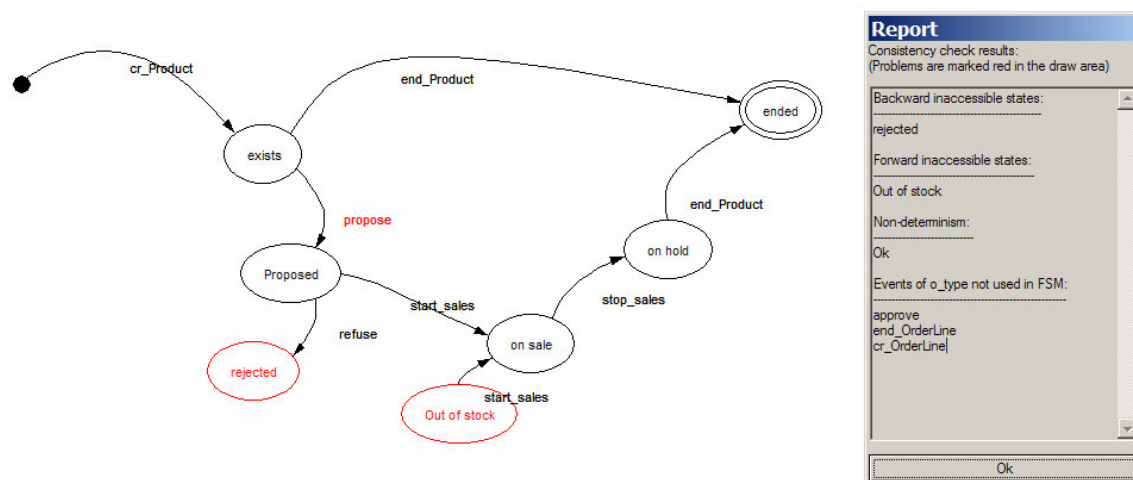 cr_Product
end_Product
ended
exists
propose
end_Product
Proposed
on hold
start_sales
stop_sales
refuse
on sale
rejected
start_sales
Out of stock
Report
Consistency check results:
(Problems are marked red in the draw area)
Backward inaccessible states:
------------------------------------------
rejected
Forward inaccessible states:
----------------------------------------
Out of stock
Non-determinism:
-------------------------
Ok
Events of o_type not used in FSM:
------------------------------------------------
approve
end_OrderLine
cr_OrderLine
Ok